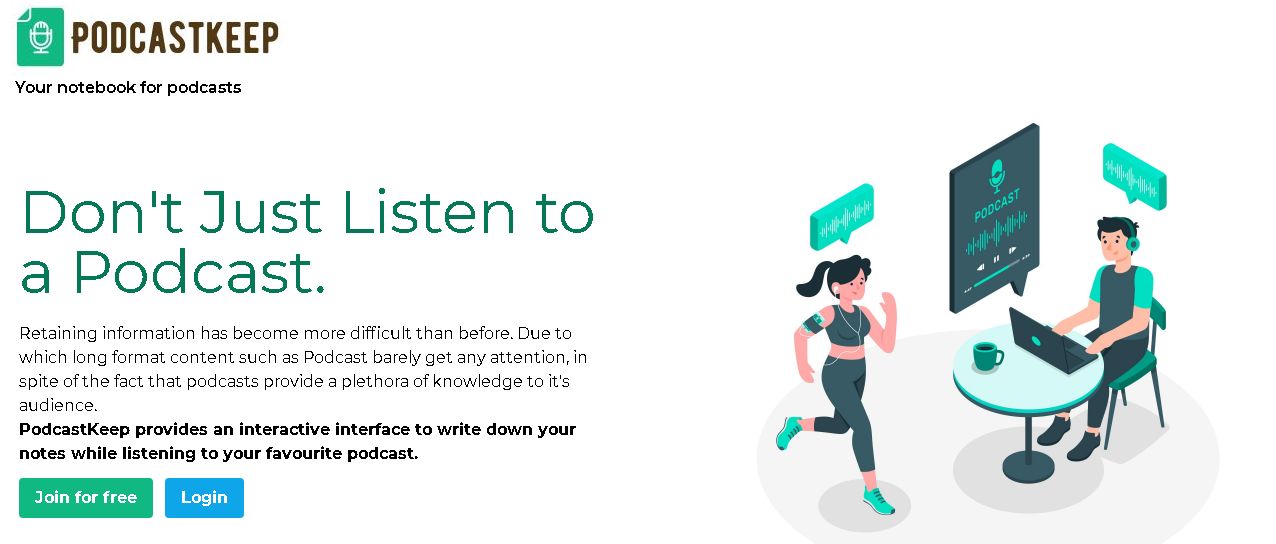 PODCASTKEEP
Your notebook for podcasts
Don't Just Listen to
a Podcast.
Retaining information has become more difficult than before. Due to
which long format content such as Podcast barely get any attention, in
spite of the fact that podcasts provide a plethora of knowledge to it's
audience.
PodcastKeep provides an interactive interface to write down your
notes while listening to your favourite podcast.
Join for free
Login
PODCAST